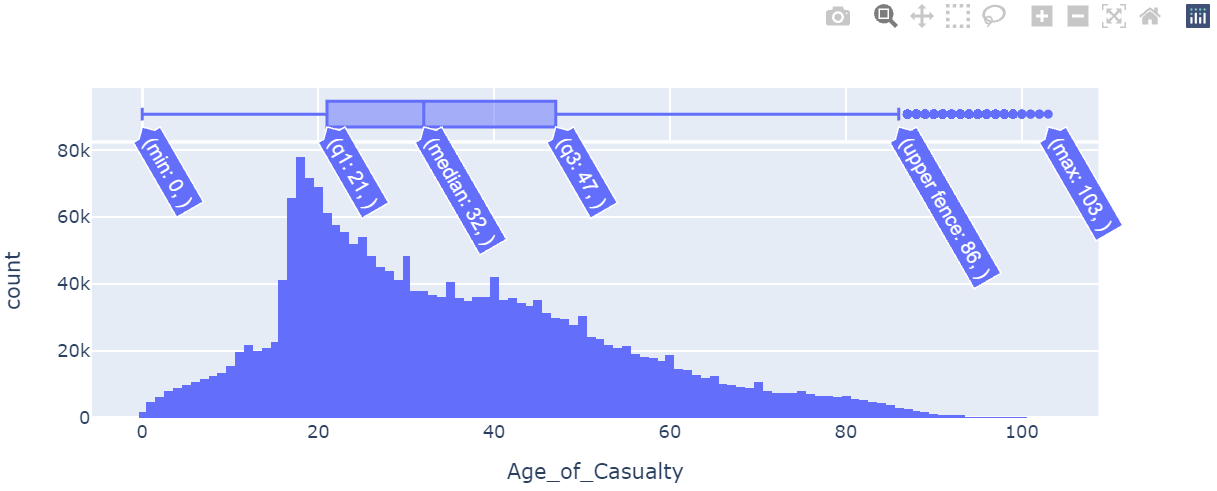 (min: 0, )
(q1: 21, )
(median: 32, )
(q3: 47, )
(upper fence: 86, )
(max: 103, )
80k
60k
40k
20k
0
count
0 20 40 60 80 100
Age_of_Casualty